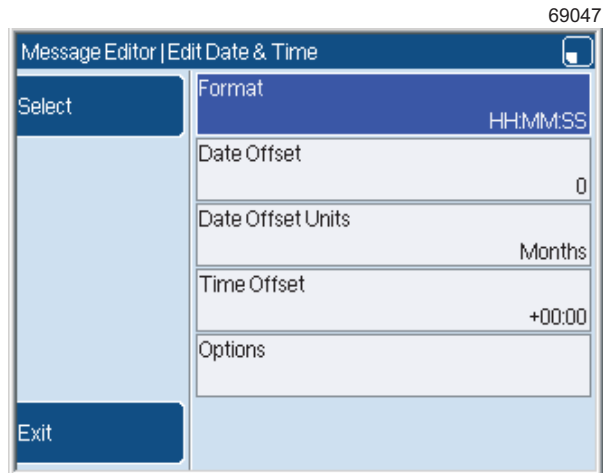 69047
Message Editor | Edit Date & Time
Select
Format
HH:MM:SS
Date Offset
0
Date Offset Units
Months
Time Offset
+00:00
Options
Exit